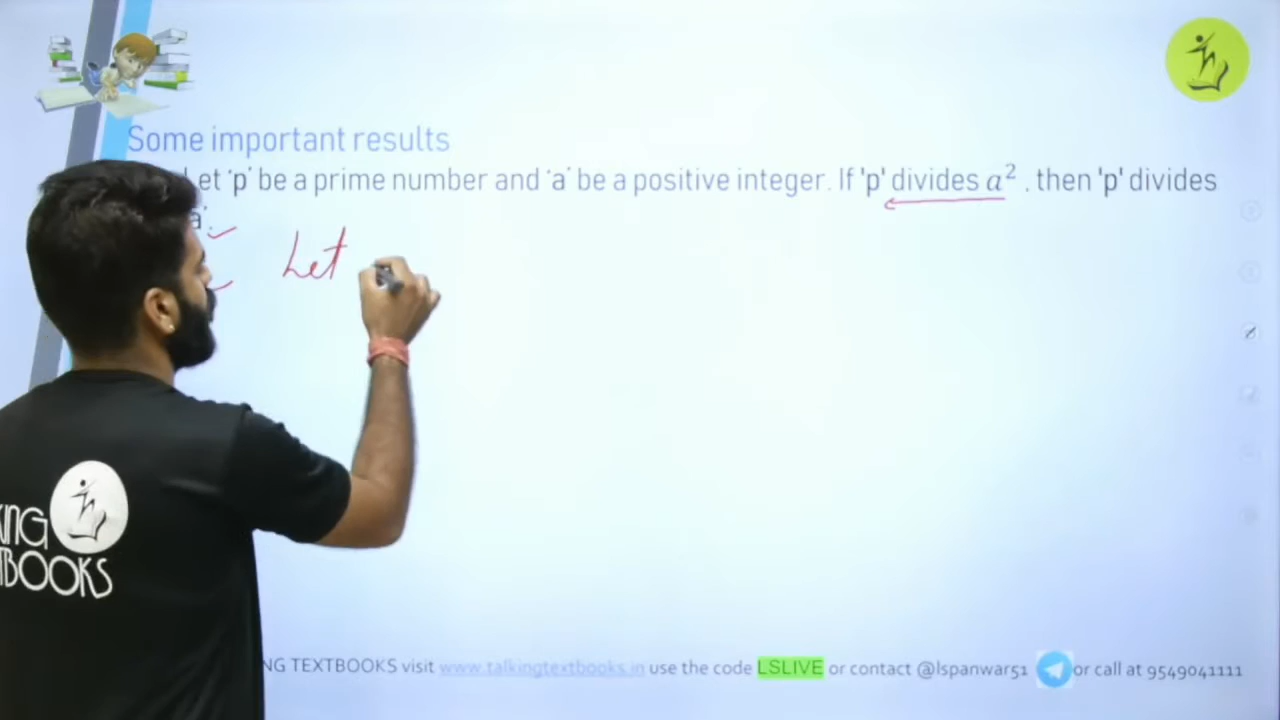 Some important results
Let 'p' be a prime number and 'a' be a positive integer. If 'p' divides a², then 'p' divides
'a'.
Let
KING
TBOOKS
NG TEXTBOOKS visit www.talkingtextbooks.in use the code LSLIVE or contact @lspanwar51 or call at 9549041111